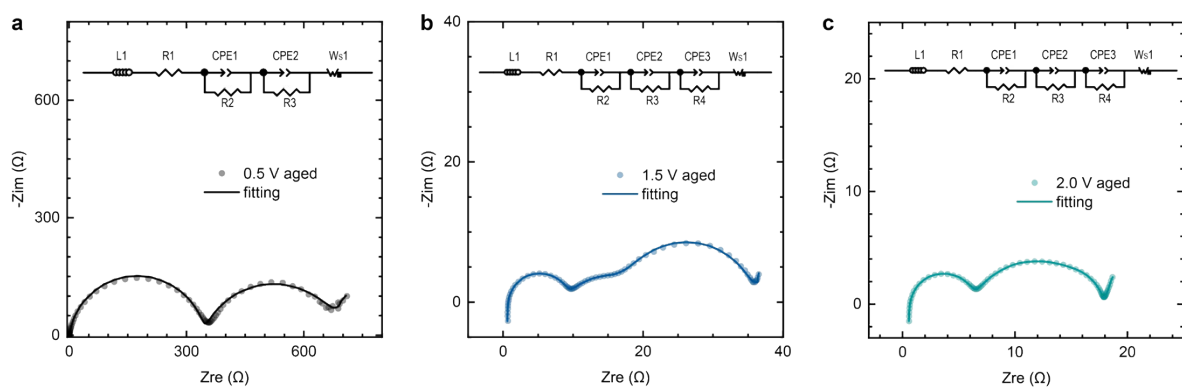 a
L1 R1 CPE1 CPE2 Ws1
R2 R3
0.5 V aged
fitting
600
300
0
0 300 600
-Zim (Ω)
Zre (Ω)
b
L1 R1 CPE1 CPE2 CPE3 Ws1
R2 R3 R4
1.5 V aged
fitting
40
20
0
0 20 40
-Zim (Ω)
Zre (Ω)
c
L1 R1 CPE1 CPE2 CPE3 Ws1
R2 R3 R4
2.0 V aged
fitting
20
10
0
0 10 20
-Zim (Ω)
Zre (Ω)